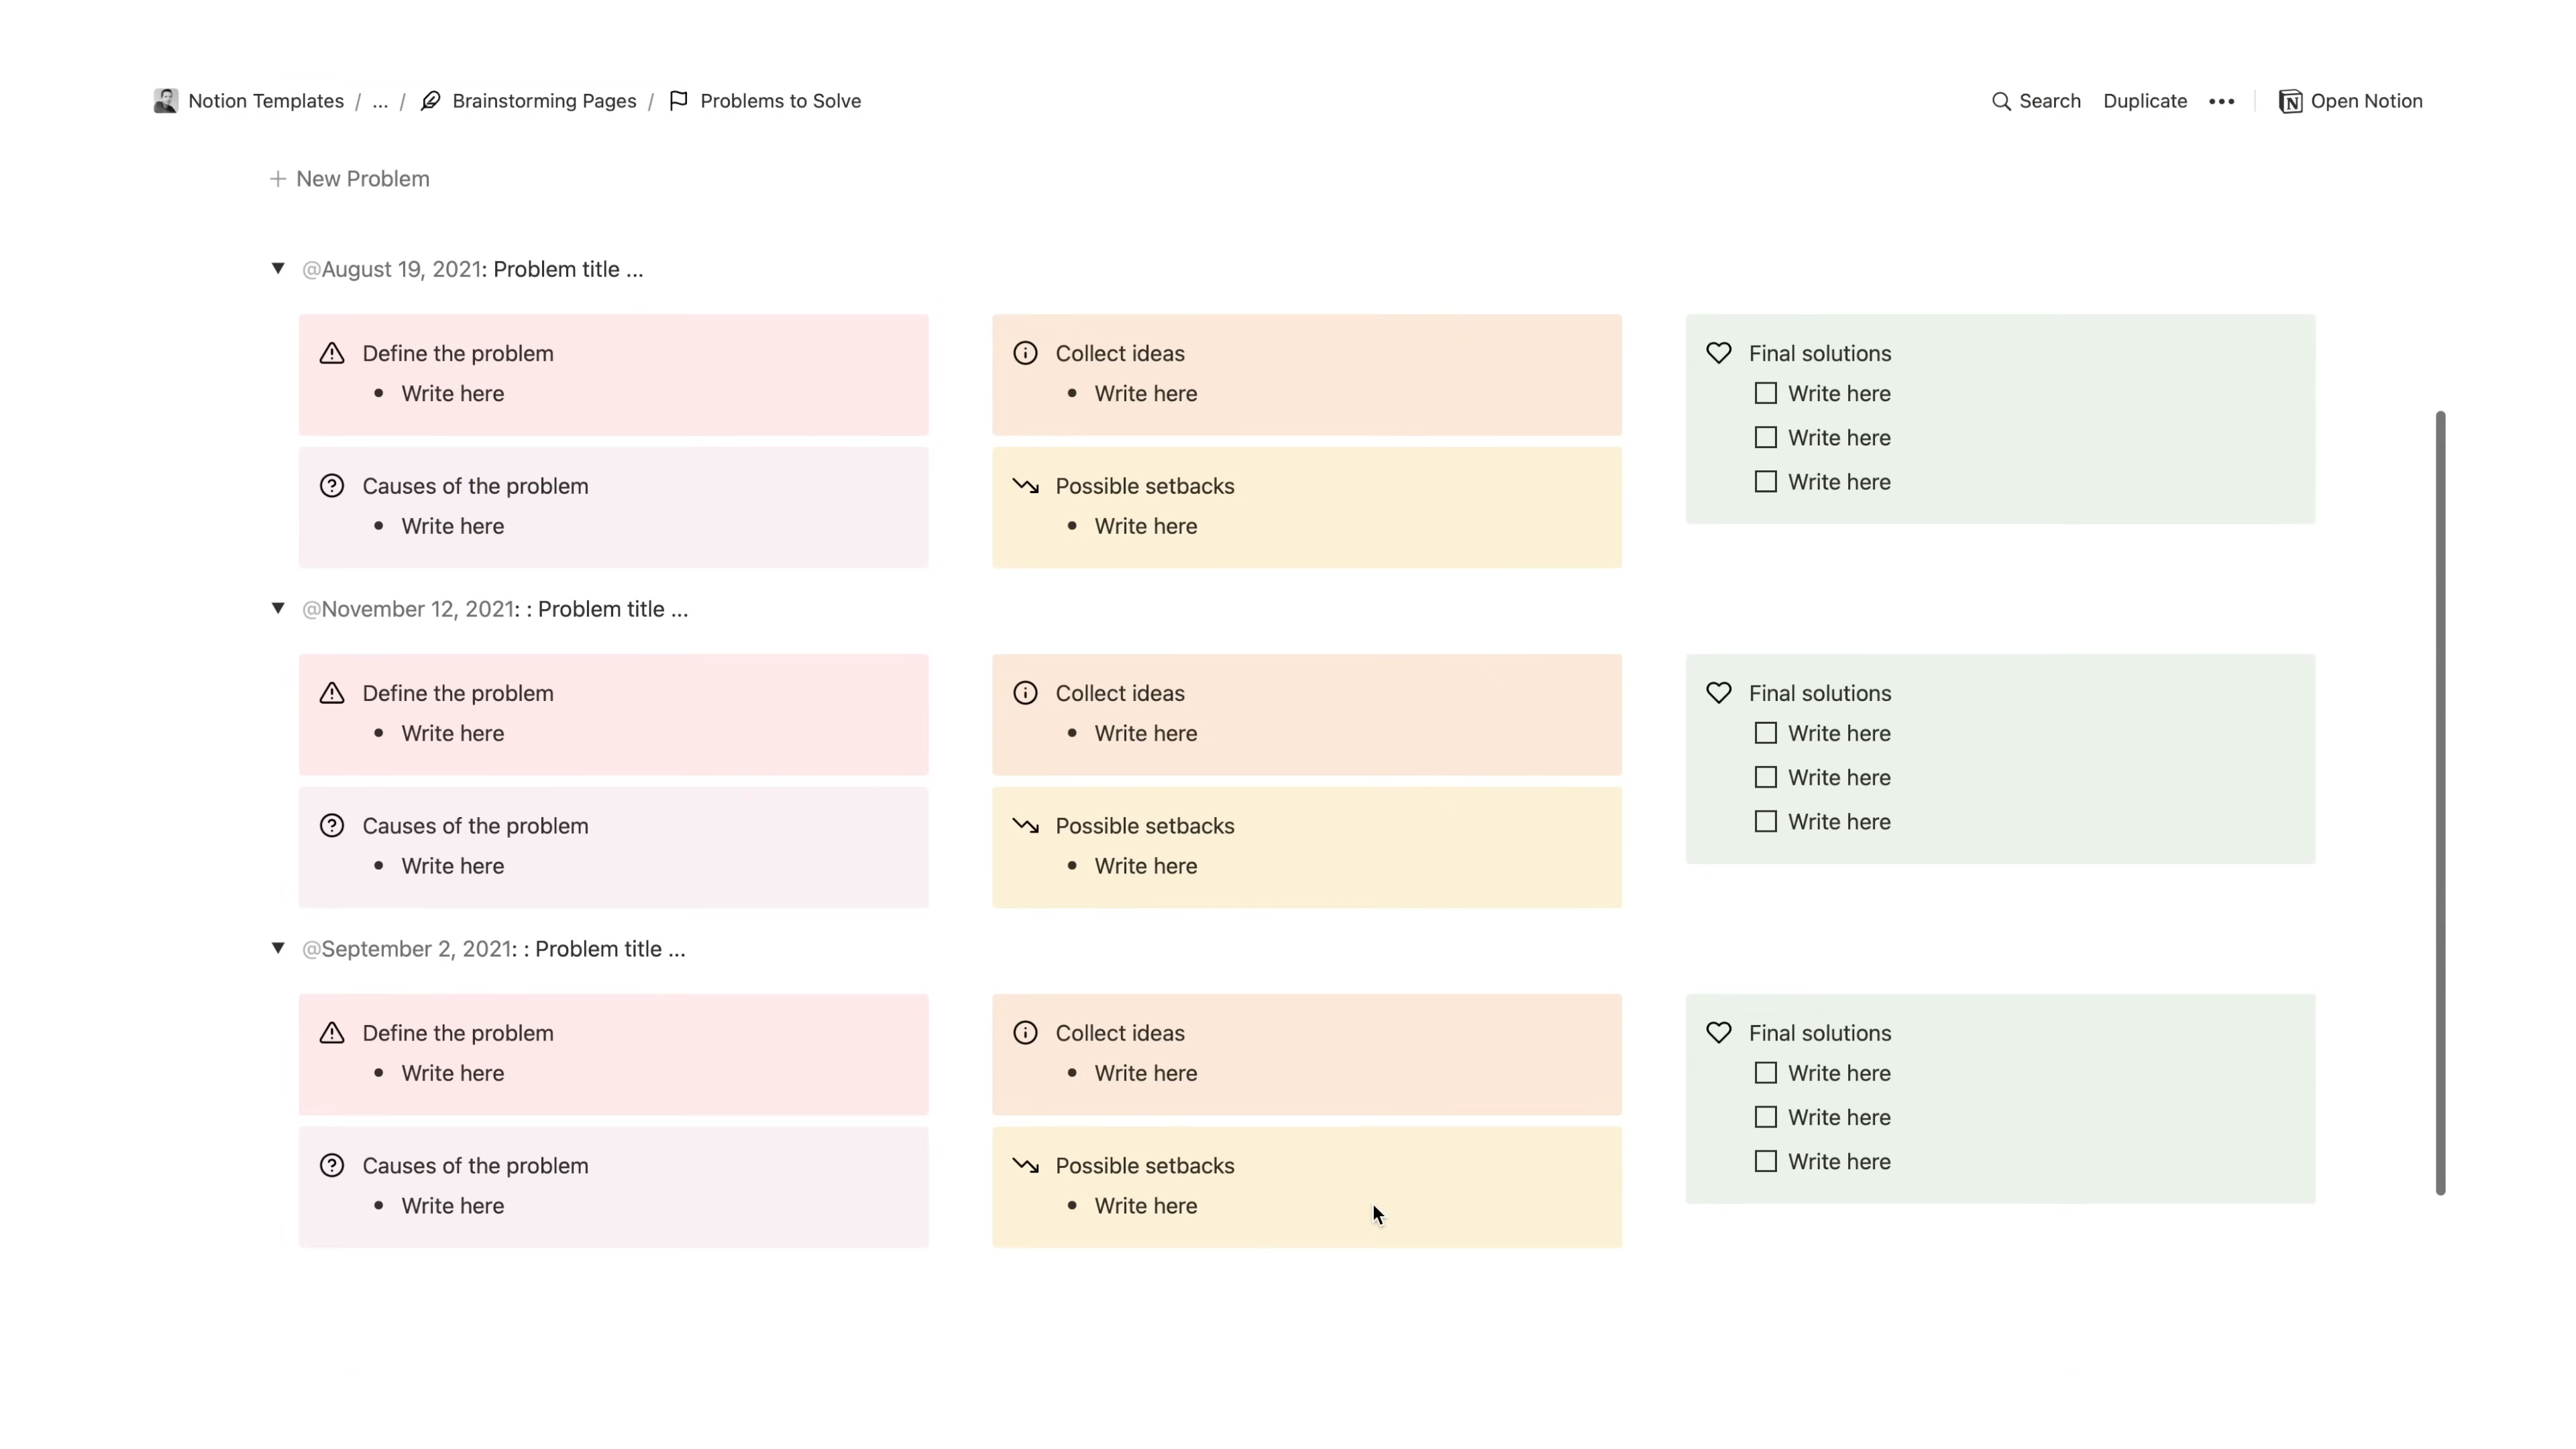 Notion Templates / ... / Brainstorming Pages / Problems to Solve
Search Duplicate ••• Open Notion
+ New Problem
▼ @August 19, 2021: Problem title ...
Define the problem
• Write here
Causes of the problem
• Write here
Collect ideas
• Write here
Possible setbacks
• Write here
Final solutions
Write here
Write here
Write here
▼ @November 12, 2021: : Problem title ...
Define the problem
• Write here
Causes of the problem
• Write here
Collect ideas
• Write here
Possible setbacks
• Write here
Final solutions
Write here
Write here
Write here
▼ @September 2, 2021: : Problem title ...
Define the problem
• Write here
Causes of the problem
• Write here
Collect ideas
• Write here
Possible setbacks
• Write here
Final solutions
Write here
Write here
Write here